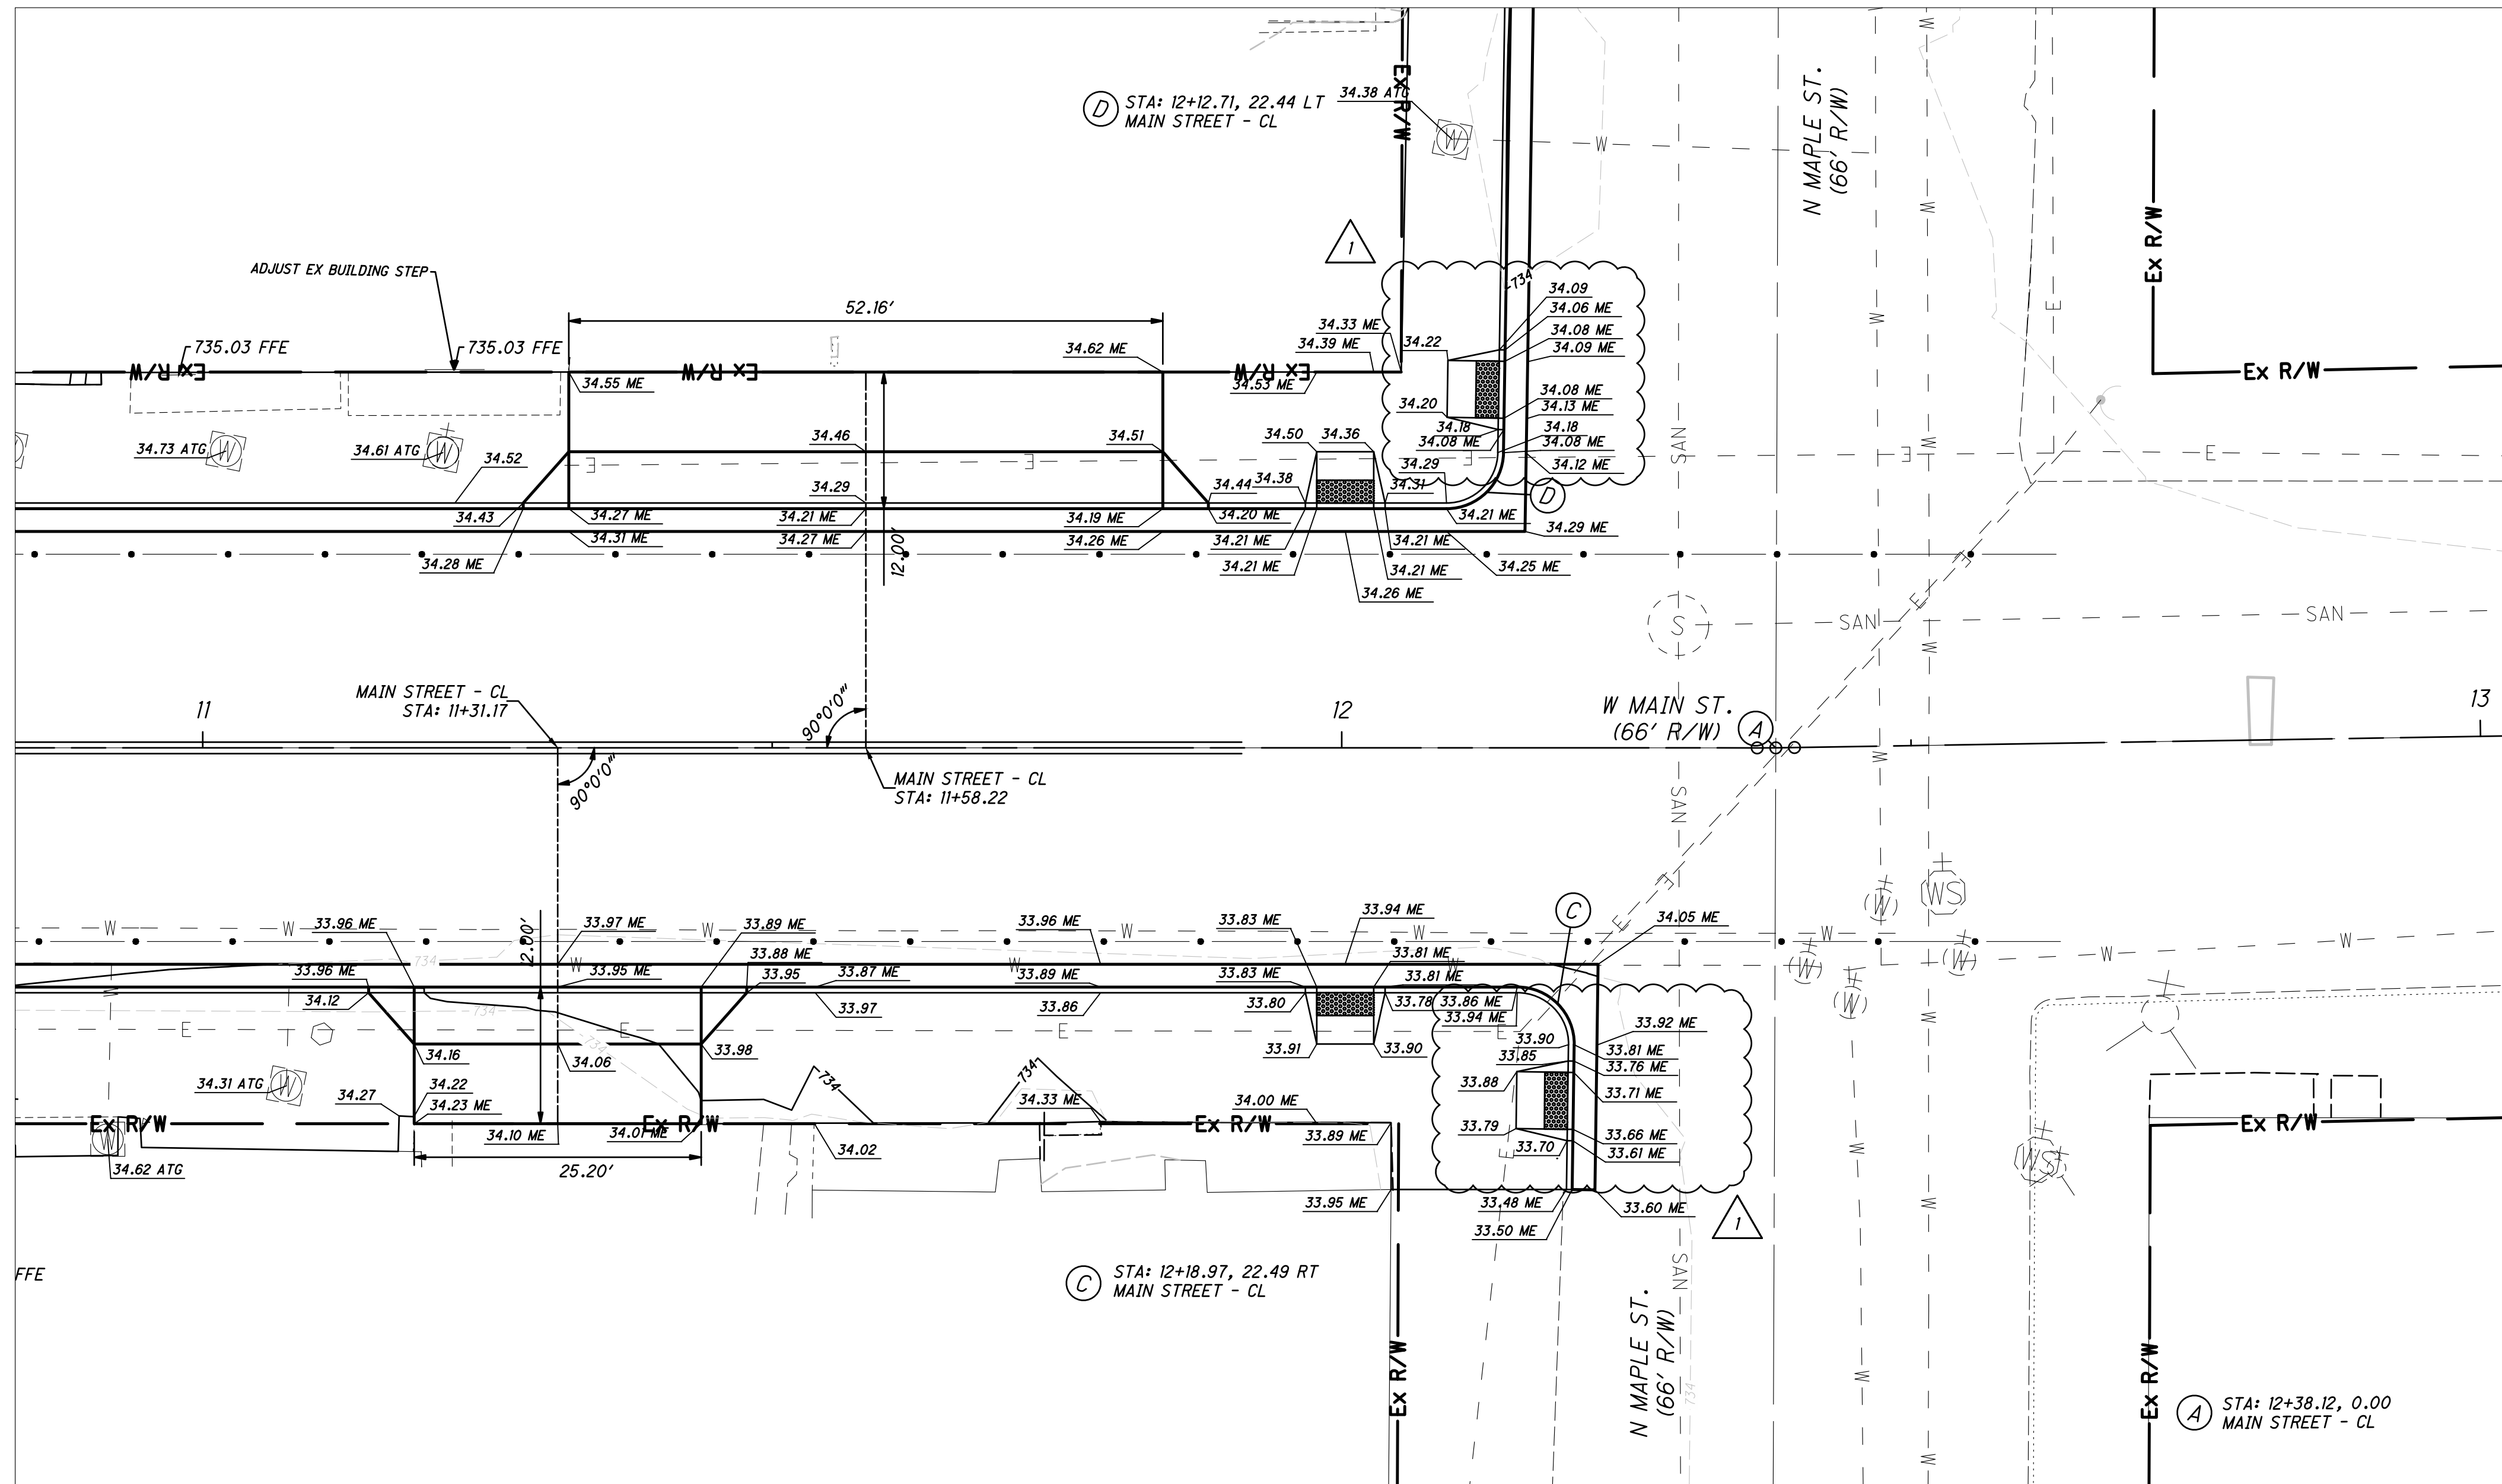 N MAPLE ST.
(66' R/W)
Ex R/W
D
STA: 12+12.71, 22.44 LT
MAIN STREET - CL
34.38 ATG
W
W
W
W
W
1
ADJUST EX BUILDING STEP
52.16'
735.03 FFE
735.03 FFE
Ex R/W
Ex R/W
Ex R/W
Ex R/W
Ex R/W
34.33 ME
34.39 ME
34.62 ME
34.55 ME
34.53 ME
734
34.09
34.06 ME
34.08 ME
34.09 ME
34.22
34.20
34.08 ME
34.13 ME
34.18
34.08 ME
34.18
34.08 ME
34.12 ME
SAN
34.73 ATG
W
34.61 ATG
W
34.52
34.46
34.51
34.50
34.36
34.29
E
E
E
E
E
E
34.29
34.44
34.38
34.31
D
34.43
34.27 ME
34.21 ME
34.19 ME
34.20 ME
34.21 ME
34.31 ME
34.27 ME
34.26 ME
34.21 ME
34.21 ME
34.29 ME
34.28 ME
12.00'
34.21 ME
34.21 ME
34.25 ME
34.26 ME
E
E
S
SAN
SAN
W
MAIN STREET - CL
STA: 11+31.17
90°0'0"
11
12
13
W MAIN ST.
(66' R/W)
A
90°0'0"
MAIN STREET - CL
STA: 11+58.22
SAN
W
E
WS
W
C
E
W
W
33.96 ME
33.97 ME
W
33.89 ME
33.96 ME
W
33.83 ME
33.94 ME
W
34.05 ME
W
W
W
12.00'
734
33.96 ME
W
33.95 ME
33.88 ME
33.95
33.87 ME
W
33.89 ME
33.83 ME
33.81 ME
W
33.81 ME
W
W
W
W
34.12
33.97
33.86
33.80
33.78
33.86 ME
33.94 ME
734
E
E
E
E
734
34.16
34.06
33.98
33.91
33.90
33.90
33.85
33.92 ME
33.81 ME
33.76 ME
33.88
33.71 ME
34.31 ATG
W
34.27
34.22
34.23 ME
734
734
34.33 ME
34.00 ME
33.79
33.66 ME
33.70
33.61 ME
Ex R/W
Ex R/W
Ex R/W
Ex R/W
W
34.10 ME
34.01 ME
34.02
33.89 ME
34.62 ATG
25.20'
E
33.95 ME
33.48 ME
33.60 ME
33.50 ME
1
WS
W
W
FFE
C
STA: 12+18.97, 22.49 RT
MAIN STREET - CL
SAN
N MAPLE ST.
(66' R/W)
734
Ex R/W
Ex R/W
W
W
A
STA: 12+38.12, 0.00
MAIN STREET - CL